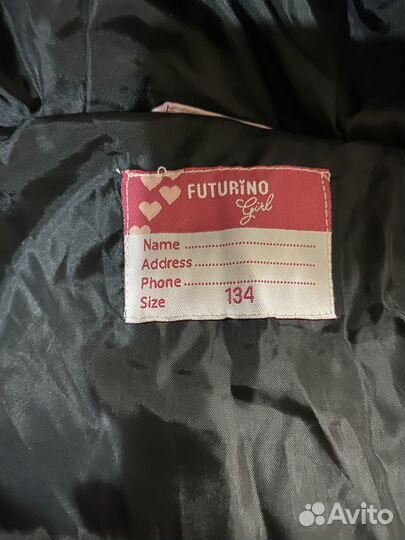 FUTURiNO
Girl
Name
Address
Phone
Size 134
Avito